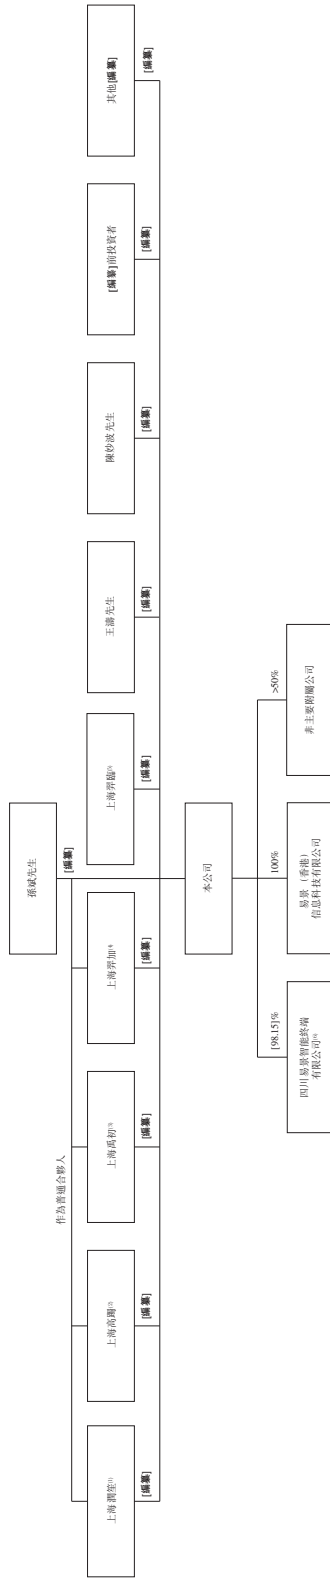 孫斌先生
[編纂]
作為普通合夥人
上海潤笙(1)
上海高躅(2)
上海禹初(3)
上海羿加(4)
上海羿臨(5)
王濤先生
陳妙波先生
[編纂]前投資者
其他[編纂]
[編纂]
[編纂]
[編纂]
[編纂]
[編纂]
[編纂]
[編纂]
[編纂]
[編纂]
本公司
[98.15]%
100%
>50%
四川易景智能終端
有限公司(6)
易景（香港）
信息科技有限公司
非主要附屬公司